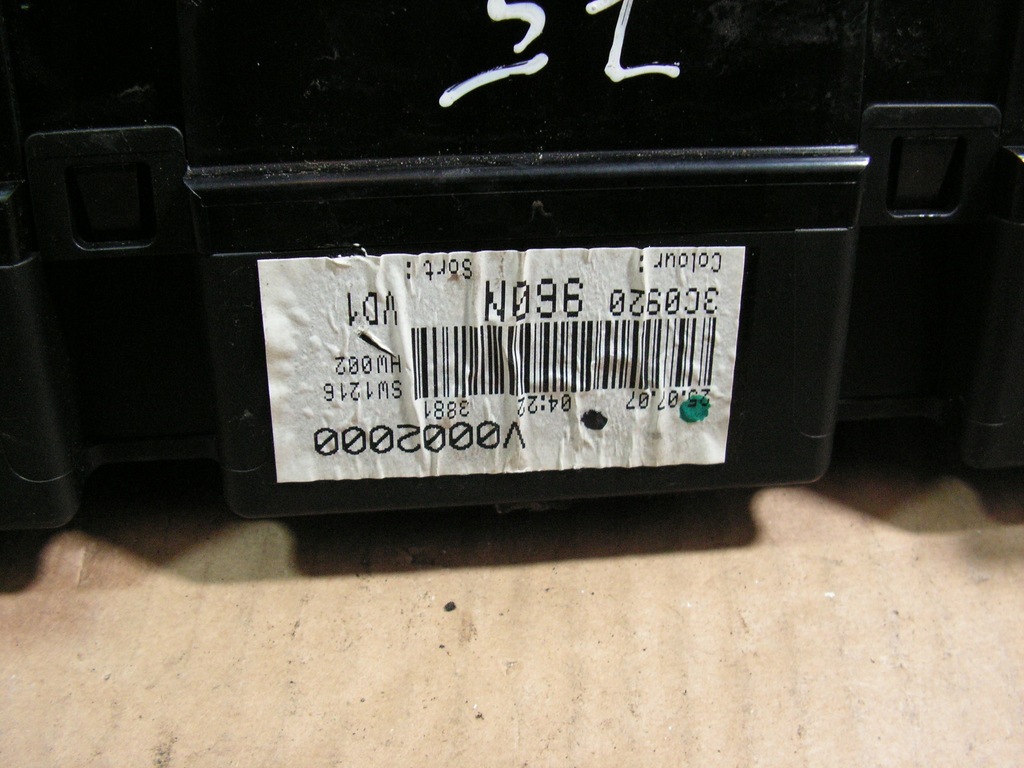 V0002000
25.07.07 04:22 3881
SW1216
HW002
3C0920 960N VD1
Colour: Sort: